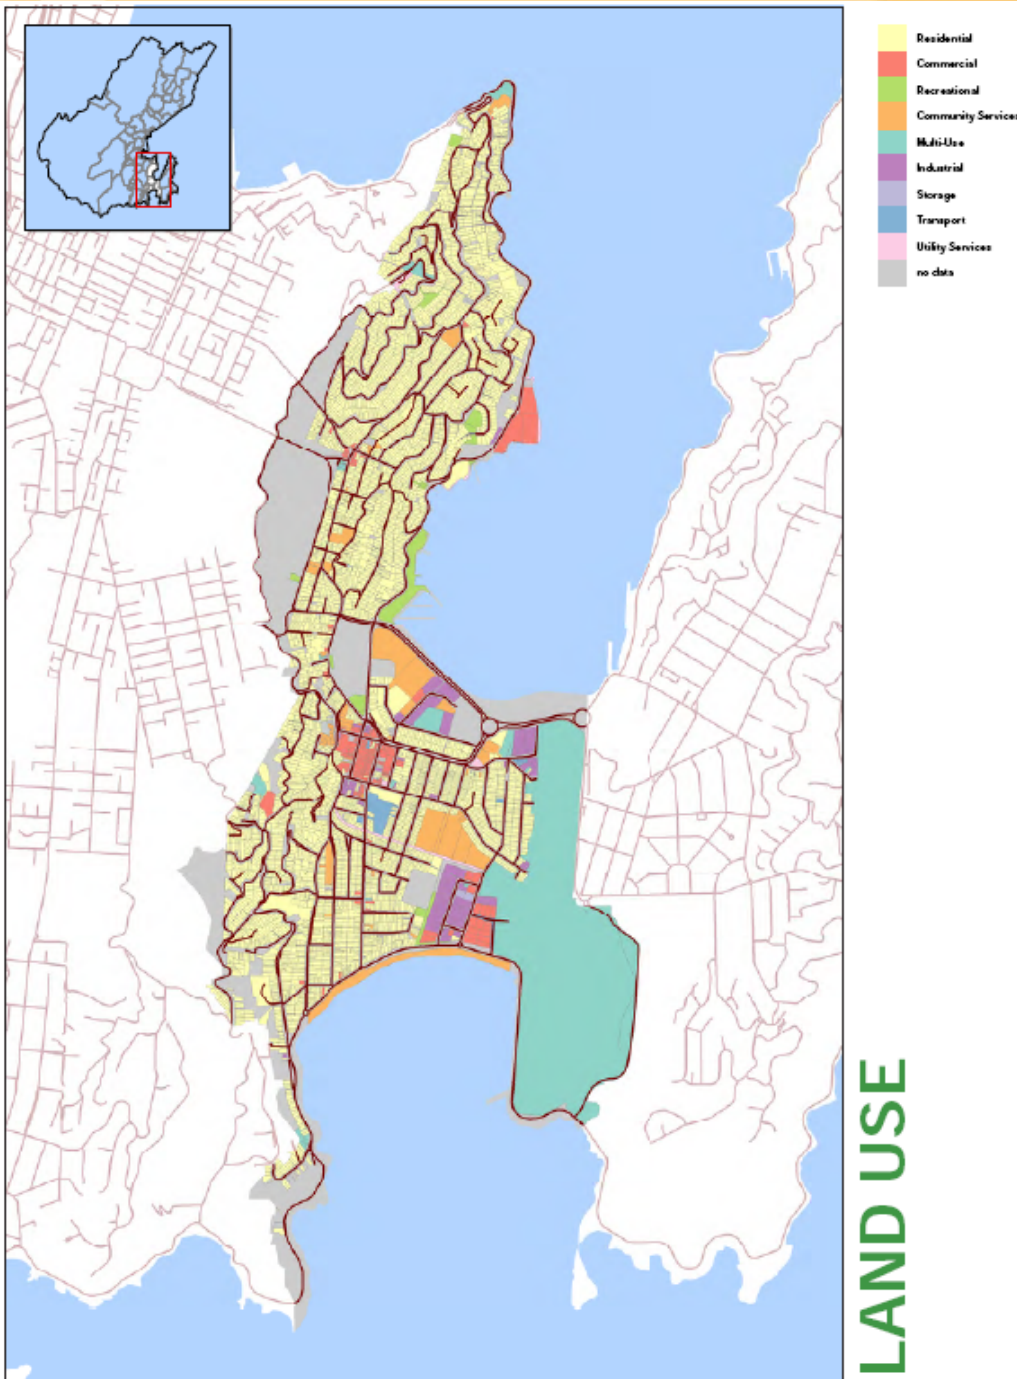 Residential
Commercial
Recreational
Community Services
Multi-Use
Industrial
Storage
Transport
Utility Services
no data
LAND USE